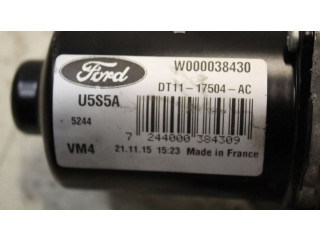 Ford
W000038430
DT11-17504-AC
U5S5A
5244
7 244000 384309
VM4
21.11.15 15:23 Made in France